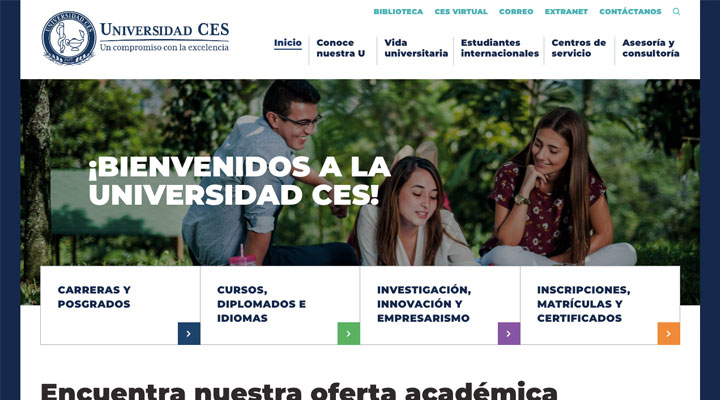 BIBLIOTECA CES VIRTUAL CORREO EXTRANET CONTÁCTANOS
UNIVERSIDAD CES
UNIVERSIDAD CES
Un compromiso con la excelencia
Inicio
Conoce
nuestra U
Vida
universitaria
Estudiantes
internacionales
Centros de
servicio
Asesoría y
consultoría
¡BIENVENIDOS A LA
UNIVERSIDAD CES!
CARRERAS Y
POSGRADOS
CURSOS,
DIPLOMADOS E
IDIOMAS
INVESTIGACIÓN,
INNOVACIÓN Y
EMPRESARISMO
INSCRIPCIONES,
MATRÍCULAS Y
CERTIFICADOS
Encuentra nuestra oferta académica